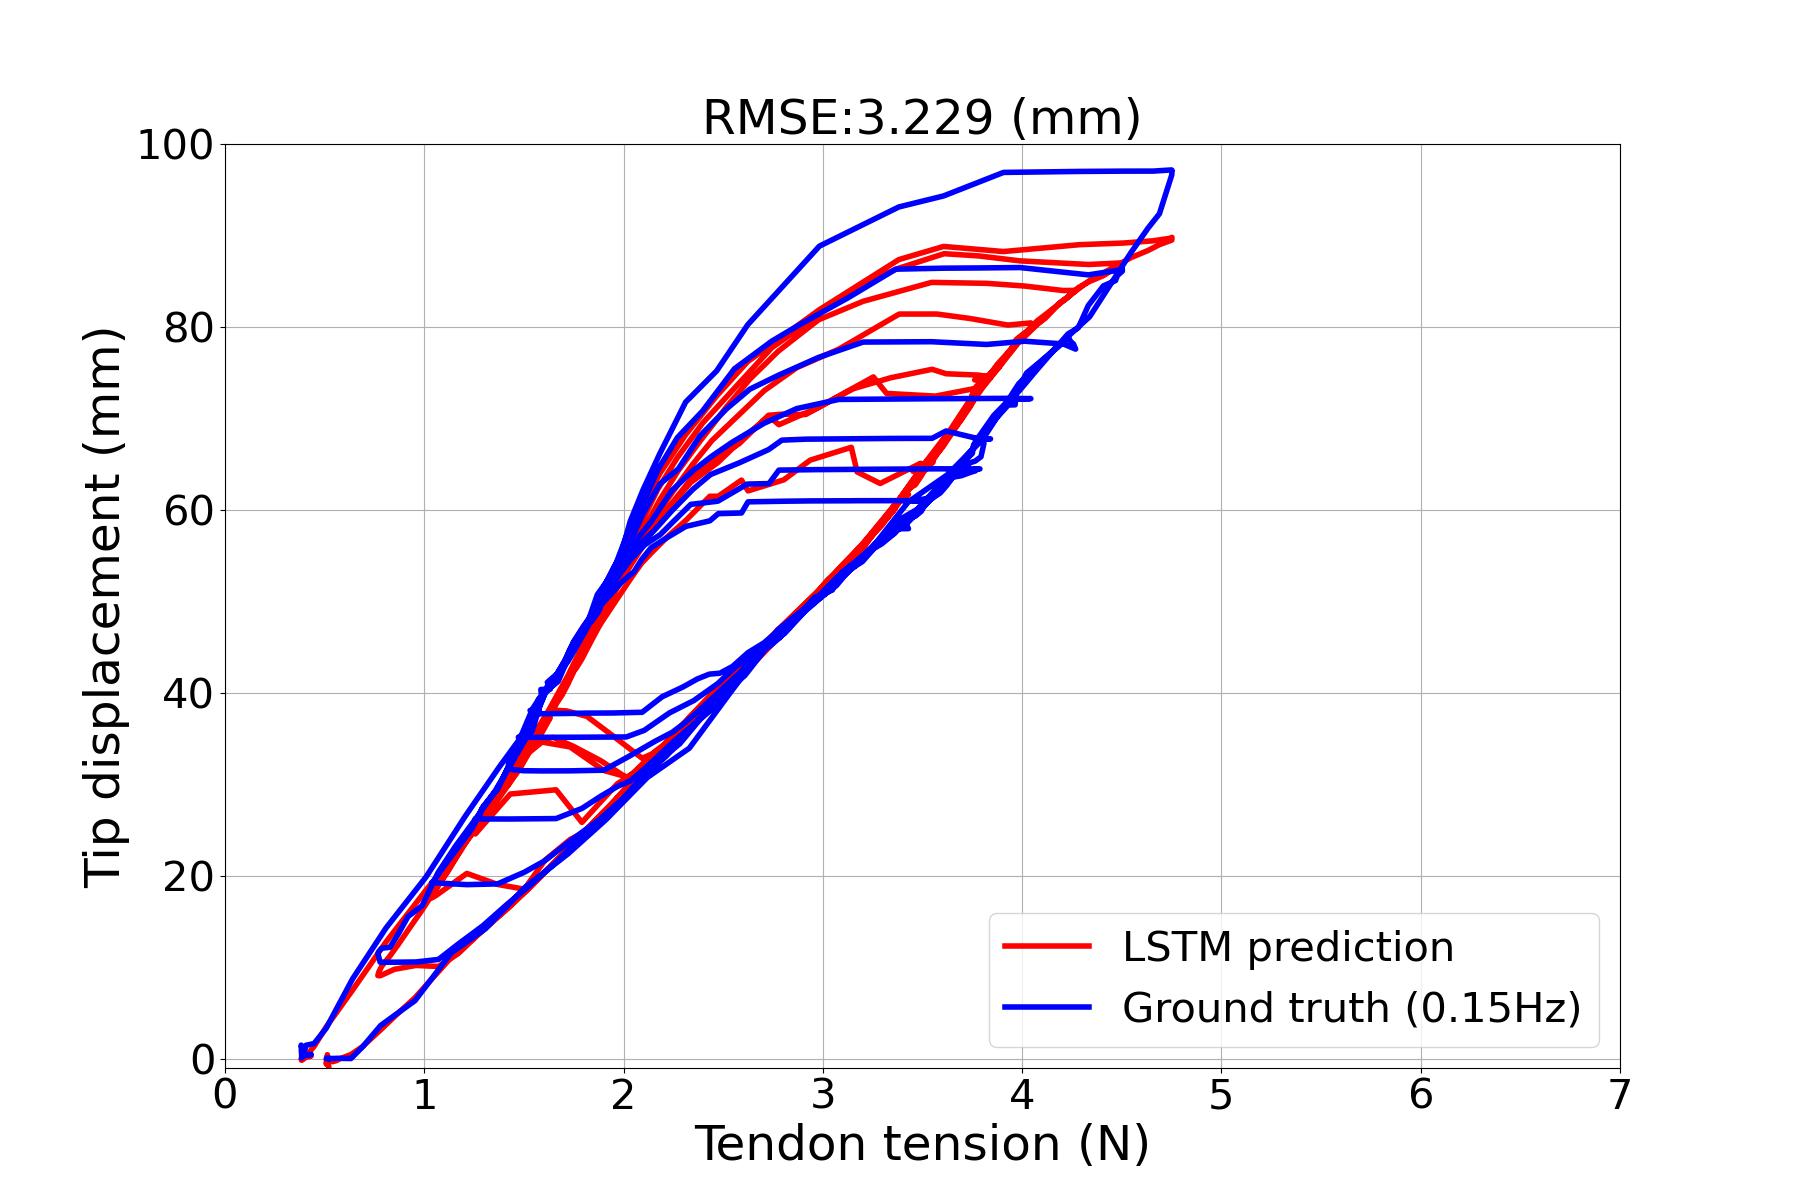 RMSE:3.229 (mm)
100
80
60
40
20
0
Tip displacement (mm)
LSTM prediction
Ground truth (0.15Hz)
0 1 2 3 4 5 6 7
Tendon tension (N)